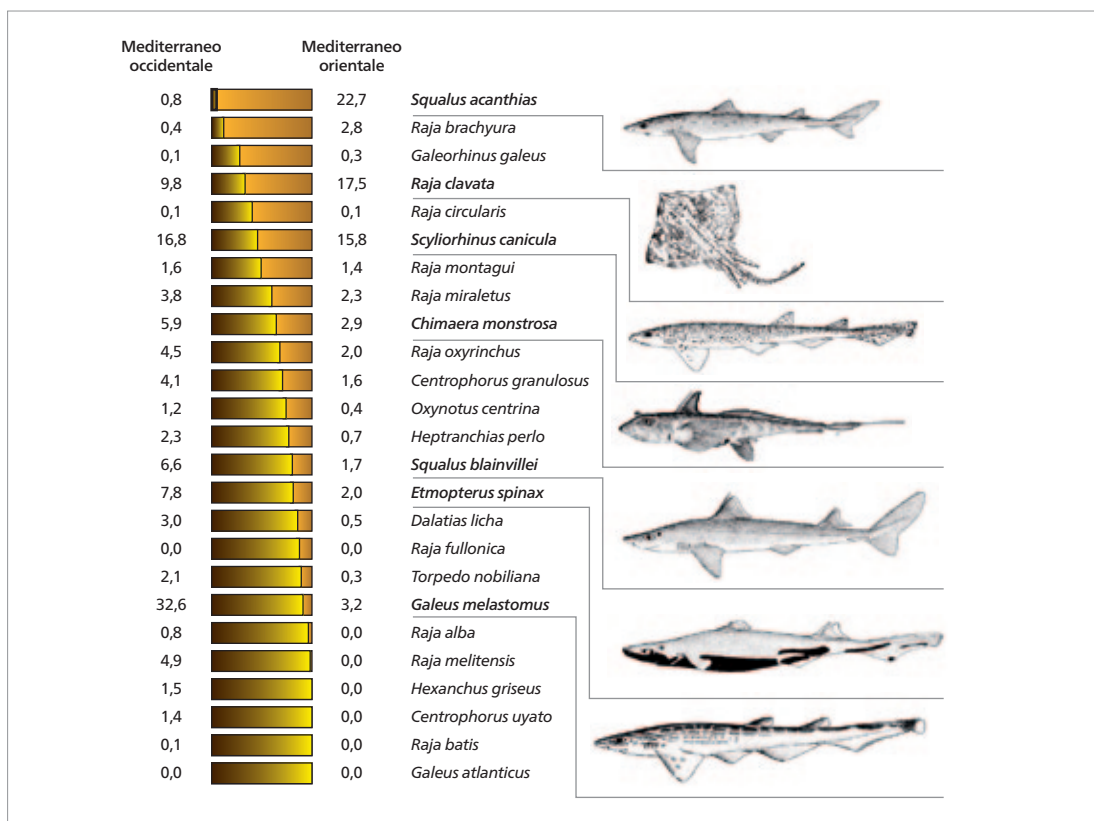 Mediterraneo occidentale
Mediterraneo orientale
0,8 22,7 Squalus acanthias
0,4 2,8 Raja brachyura
0,1 0,3 Galeorhinus galeus
9,8 17,5 Raja clavata
0,1 0,1 Raja circularis
16,8 15,8 Scyliorhinus canicula
1,6 1,4 Raja montagui
3,8 2,3 Raja miraletus
5,9 2,9 Chimaera monstrosa
4,5 2,0 Raja oxyrinchus
4,1 1,6 Centrophorus granulosus
1,2 0,4 Oxynotus centrina
2,3 0,7 Heptranchias perlo
6,6 1,7 Squalus blainvillei
7,8 2,0 Etmopterus spinax
3,0 0,5 Dalatias licha
0,0 0,0 Raja fullonica
2,1 0,3 Torpedo nobiliana
32,6 3,2 Galeus melastomus
0,8 0,0 Raja alba
4,9 0,0 Raja melitensis
1,5 0,0 Hexanchus griseus
1,4 0,0 Centrophorus uyato
0,1 0,0 Raja batis
0,0 0,0 Galeus atlanticus